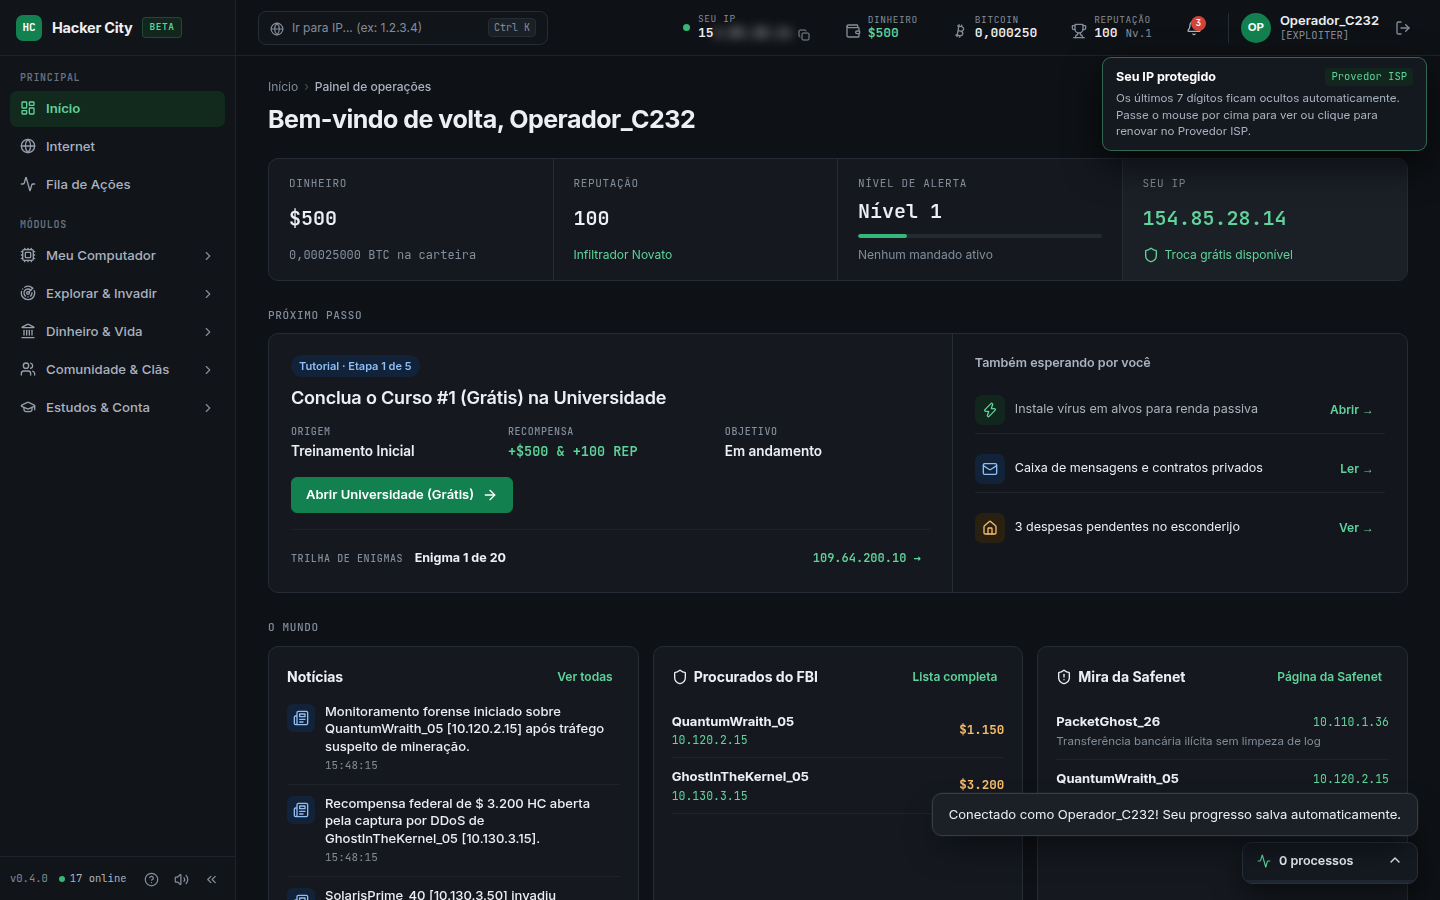 HC Hacker City BETA
Ir para IP... (ex: 1.2.3.4) Ctrl K
SEU IP
15
DINHEIRO
$500
BITCOIN
0,000250
REPUTAÇÃO
100 Nv.1
3
OP
Operador_C232
[EXPLOITER]
PRINCIPAL
Início
Internet
Fila de Ações
MÓDULOS
Meu Computador
Explorar & Invadir
Dinheiro & Vida
Comunidade & Clãs
Estudos & Conta
v0.4.0 17 online
Início › Painel de operações
Bem-vindo de volta, Operador_C232
Seu IP protegido Provedor ISP
Os últimos 7 dígitos ficam ocultos automaticamente.
Passe o mouse por cima para ver ou clique para
renovar no Provedor ISP.
DINHEIRO
$500
0,00025000 BTC na carteira
REPUTAÇÃO
100
Infiltrador Novato
NÍVEL DE ALERTA
Nível 1
Nenhum mandado ativo
SEU IP
154.85.28.14
Troca grátis disponível
PRÓXIMO PASSO
Tutorial · Etapa 1 de 5
Conclua o Curso #1 (Grátis) na Universidade
ORIGEM
Treinamento Inicial
RECOMPENSA
+$500 & +100 REP
OBJETIVO
Em andamento
Abrir Universidade (Grátis) →
TRILHA DE ENIGMAS Enigma 1 de 20 109.64.200.10 →
Também esperando por você
Instale vírus em alvos para renda passiva Abrir →
Caixa de mensagens e contratos privados Ler →
3 despesas pendentes no esconderijo Ver →
O MUNDO
Notícias Ver todas
Monitoramento forense iniciado sobre
QuantumWraith_05 [10.120.2.15] após tráfego
suspeito de mineração.
15:48:15
Recompensa federal de $ 3.200 HC aberta
pela captura por DDoS de
GhostInTheKernel_05 [10.130.3.15].
15:48:15
SolarisPrime_40 [10.130.3.50] invadiu
Procurados do FBI Lista completa
QuantumWraith_05
10.120.2.15
$1.150
GhostInTheKernel_05
10.130.3.15
$3.200
Mira da Safenet Página da Safenet
PacketGhost_26 10.110.1.36
Transferência bancária ilícita sem limpeza de log
QuantumWraith_05 10.120.2.15
Conectado como Operador_C232! Seu progresso salva automaticamente.
0 processos